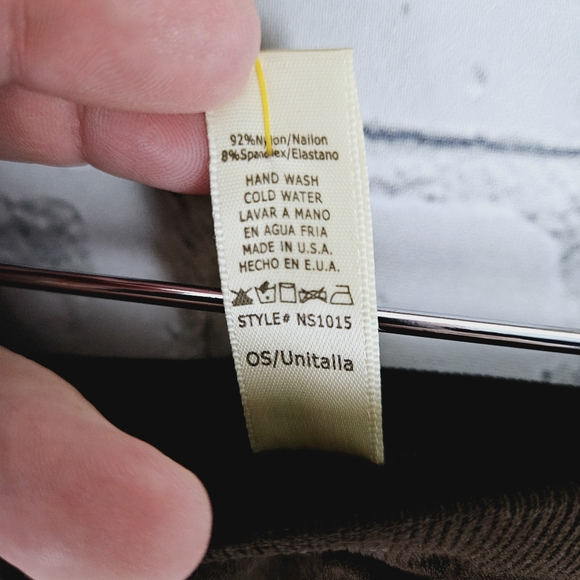 92%Nylon/Nailon
8%Spandex/Elastano
HAND WASH
COLD WATER
LAVAR A MANO
EN AGUA FRIA
MADE IN U.S.A.
HECHO EN E.U.A.
STYLE# NS1015
OS/Unitalla